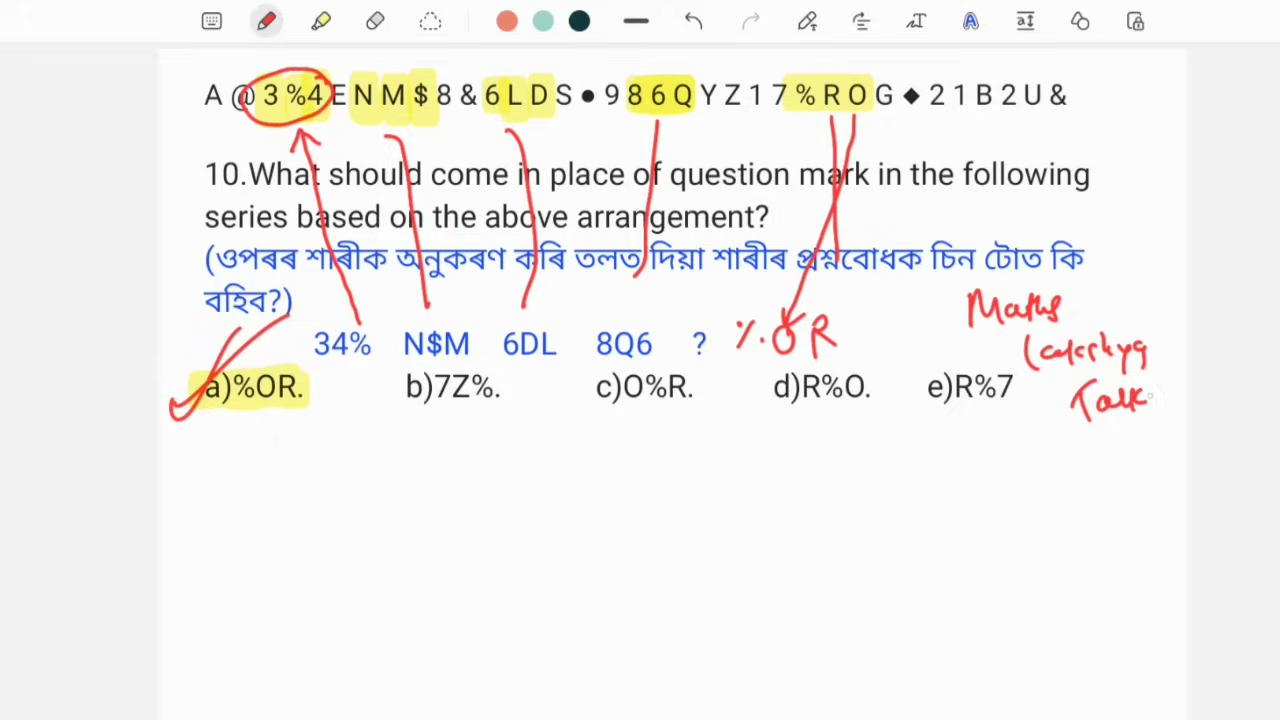 A @ 3 % 4 E N M $ 8 & 6 L D S ● 9 8 6 Q Y Z 1 7 % R O G ◆ 2 1 B 2 U &
10.What should come in place of question mark in the following
series based on the above arrangement?
(ওপৰৰ শাৰীক অনুকৰণ কৰি তলত দিয়া শাৰীৰ প্ৰশ্নবোধক চিন টোত কি
বহিব?)
34% N$M 6DL 8Q6 ? %OR
a)%OR. b)7Z%. c)O%R. d)R%O. e)R%7
Maths
Talk